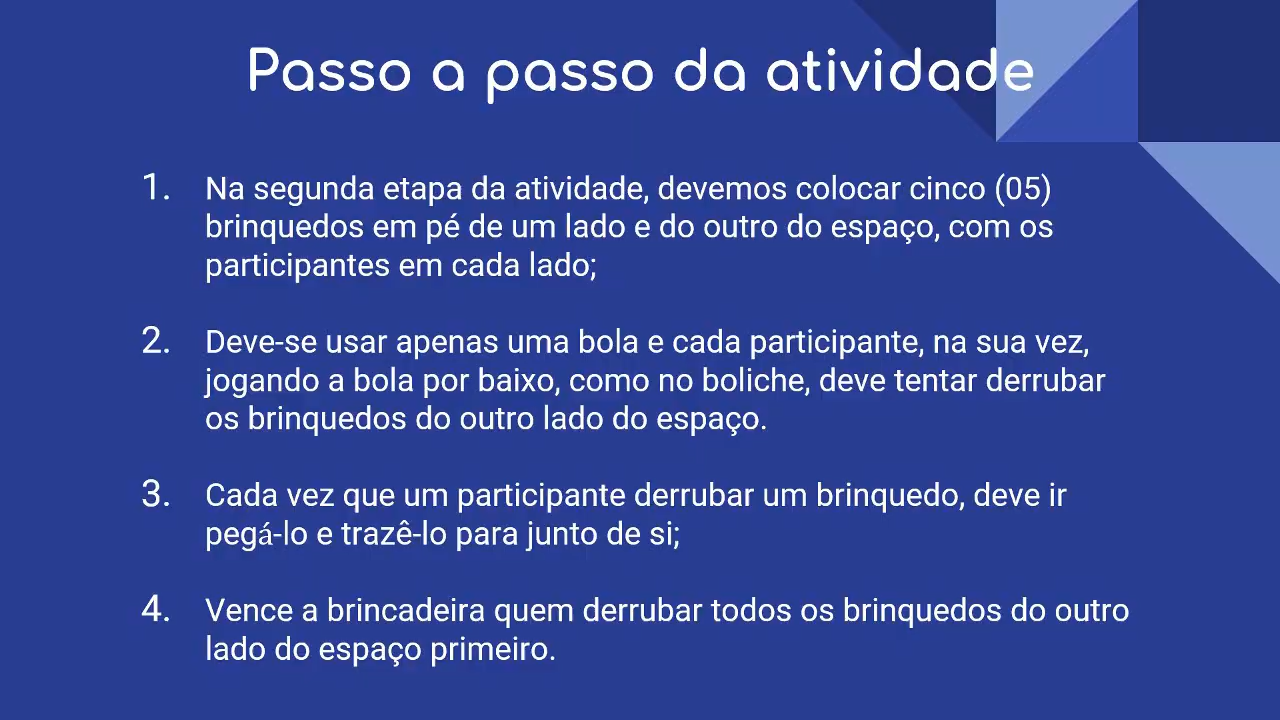 Passo a passo da atividade
1. Na segunda etapa da atividade, devemos colocar cinco (05)
brinquedos em pé de um lado e do outro do espaço, com os
participantes em cada lado;
2. Deve-se usar apenas uma bola e cada participante, na sua vez,
jogando a bola por baixo, como no boliche, deve tentar derrubar
os brinquedos do outro lado do espaço.
3. Cada vez que um participante derrubar um brinquedo, deve ir
pegá-lo e trazê-lo para junto de si;
4. Vence a brincadeira quem derrubar todos os brinquedos do outro
lado do espaço primeiro.